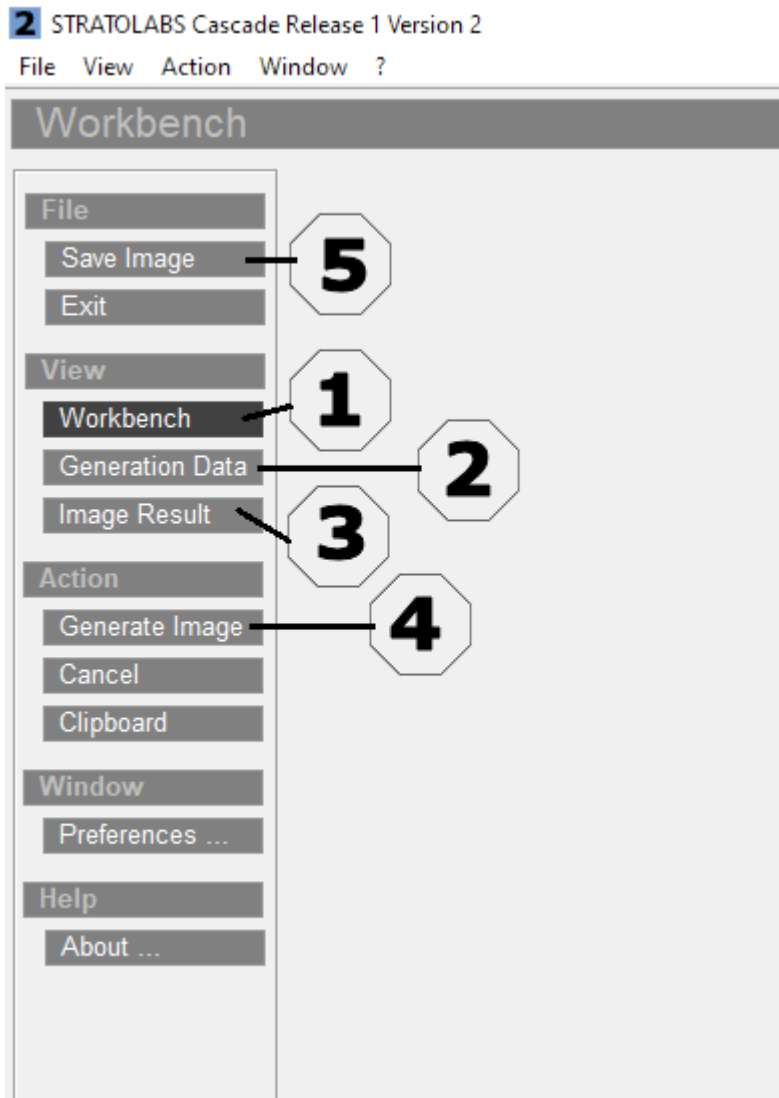 2 STRATOLABS Cascade Release 1 Version 2
File View Action Window ?
Workbench
File
Save Image
5
Exit
View
Workbench
1
Generation Data
2
Image Result
3
Action
Generate Image
4
Cancel
Clipboard
Window
Preferences ...
Help
About ...